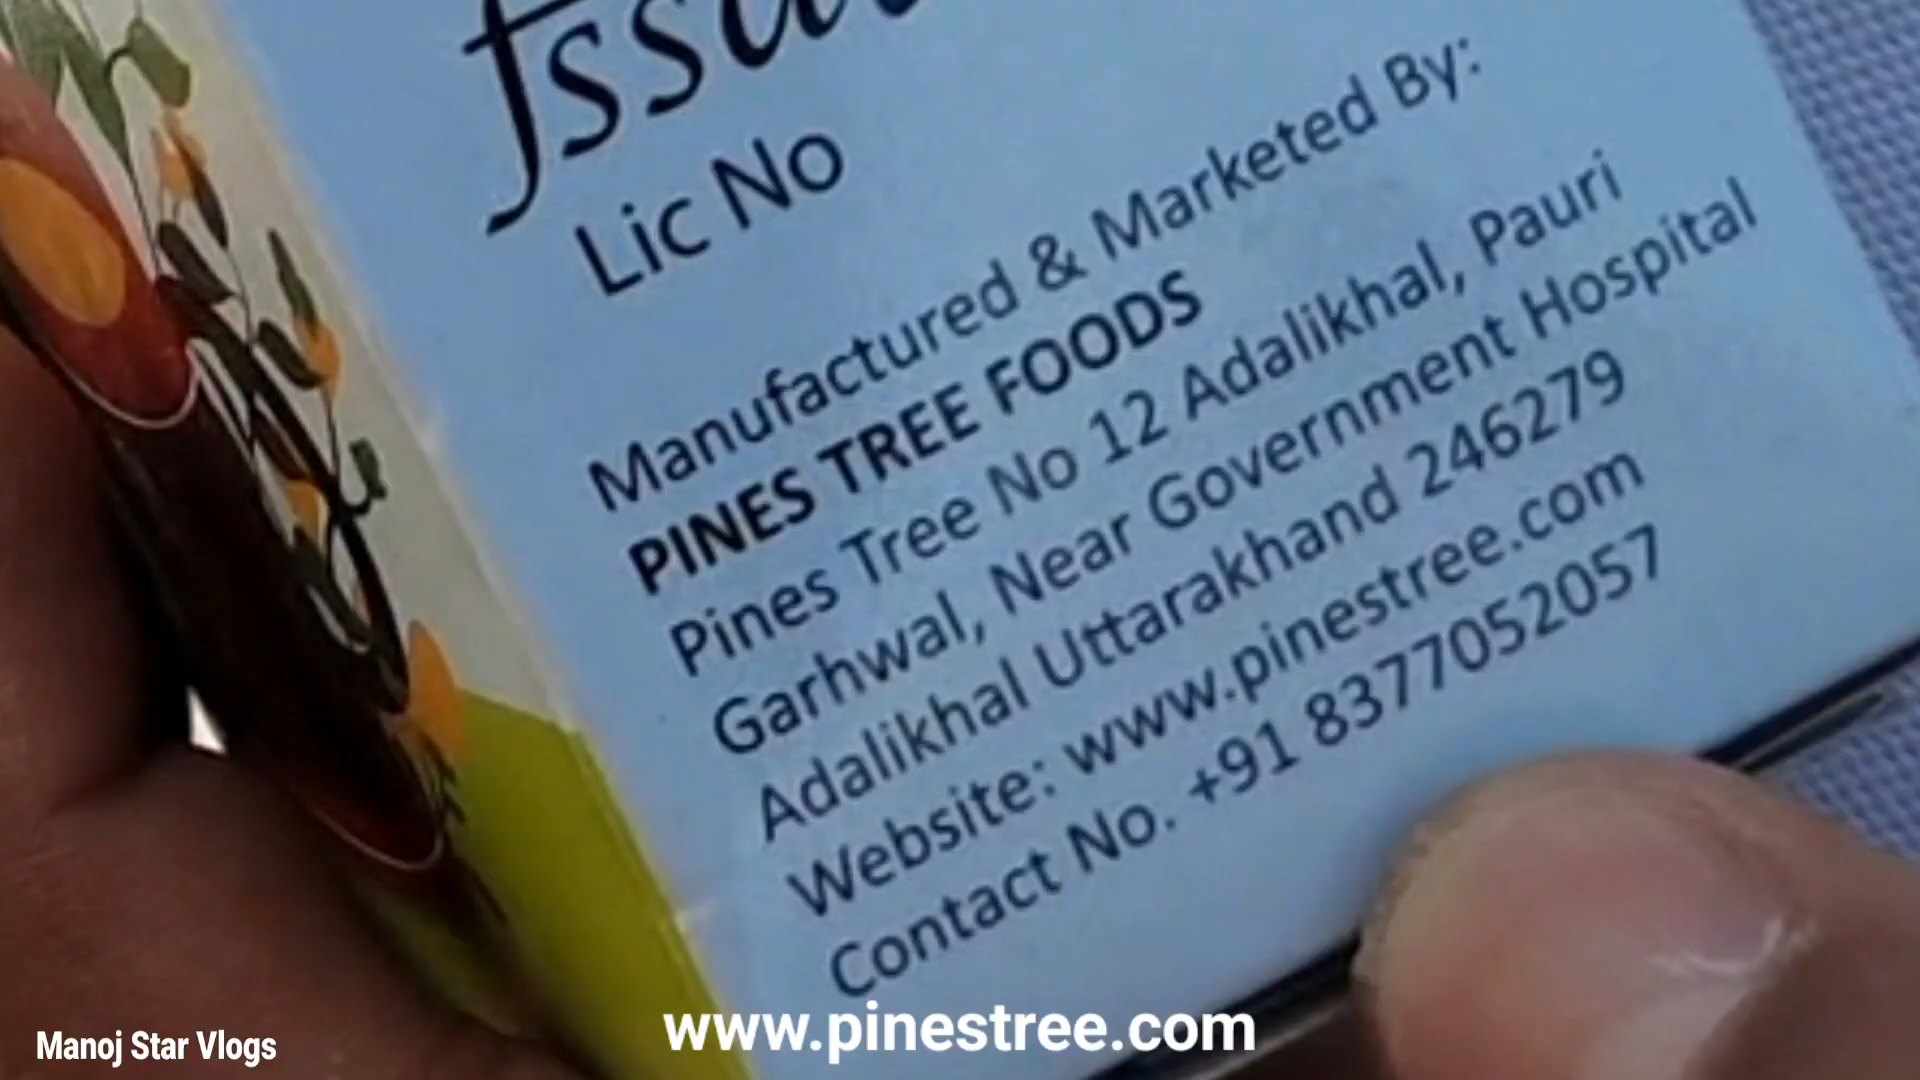 fssai
Lic No
Manufactured & Marketed By:
PINES TREE FOODS
Pines Tree No 12 Adalikhal, Pauri
Garhwal, Near Government Hospital
Adalikhal Uttarakhand 246279
Website: www.pinestree.com
Contact No. +91 8377052057
www.pinestree.com
Manoj Star Vlogs